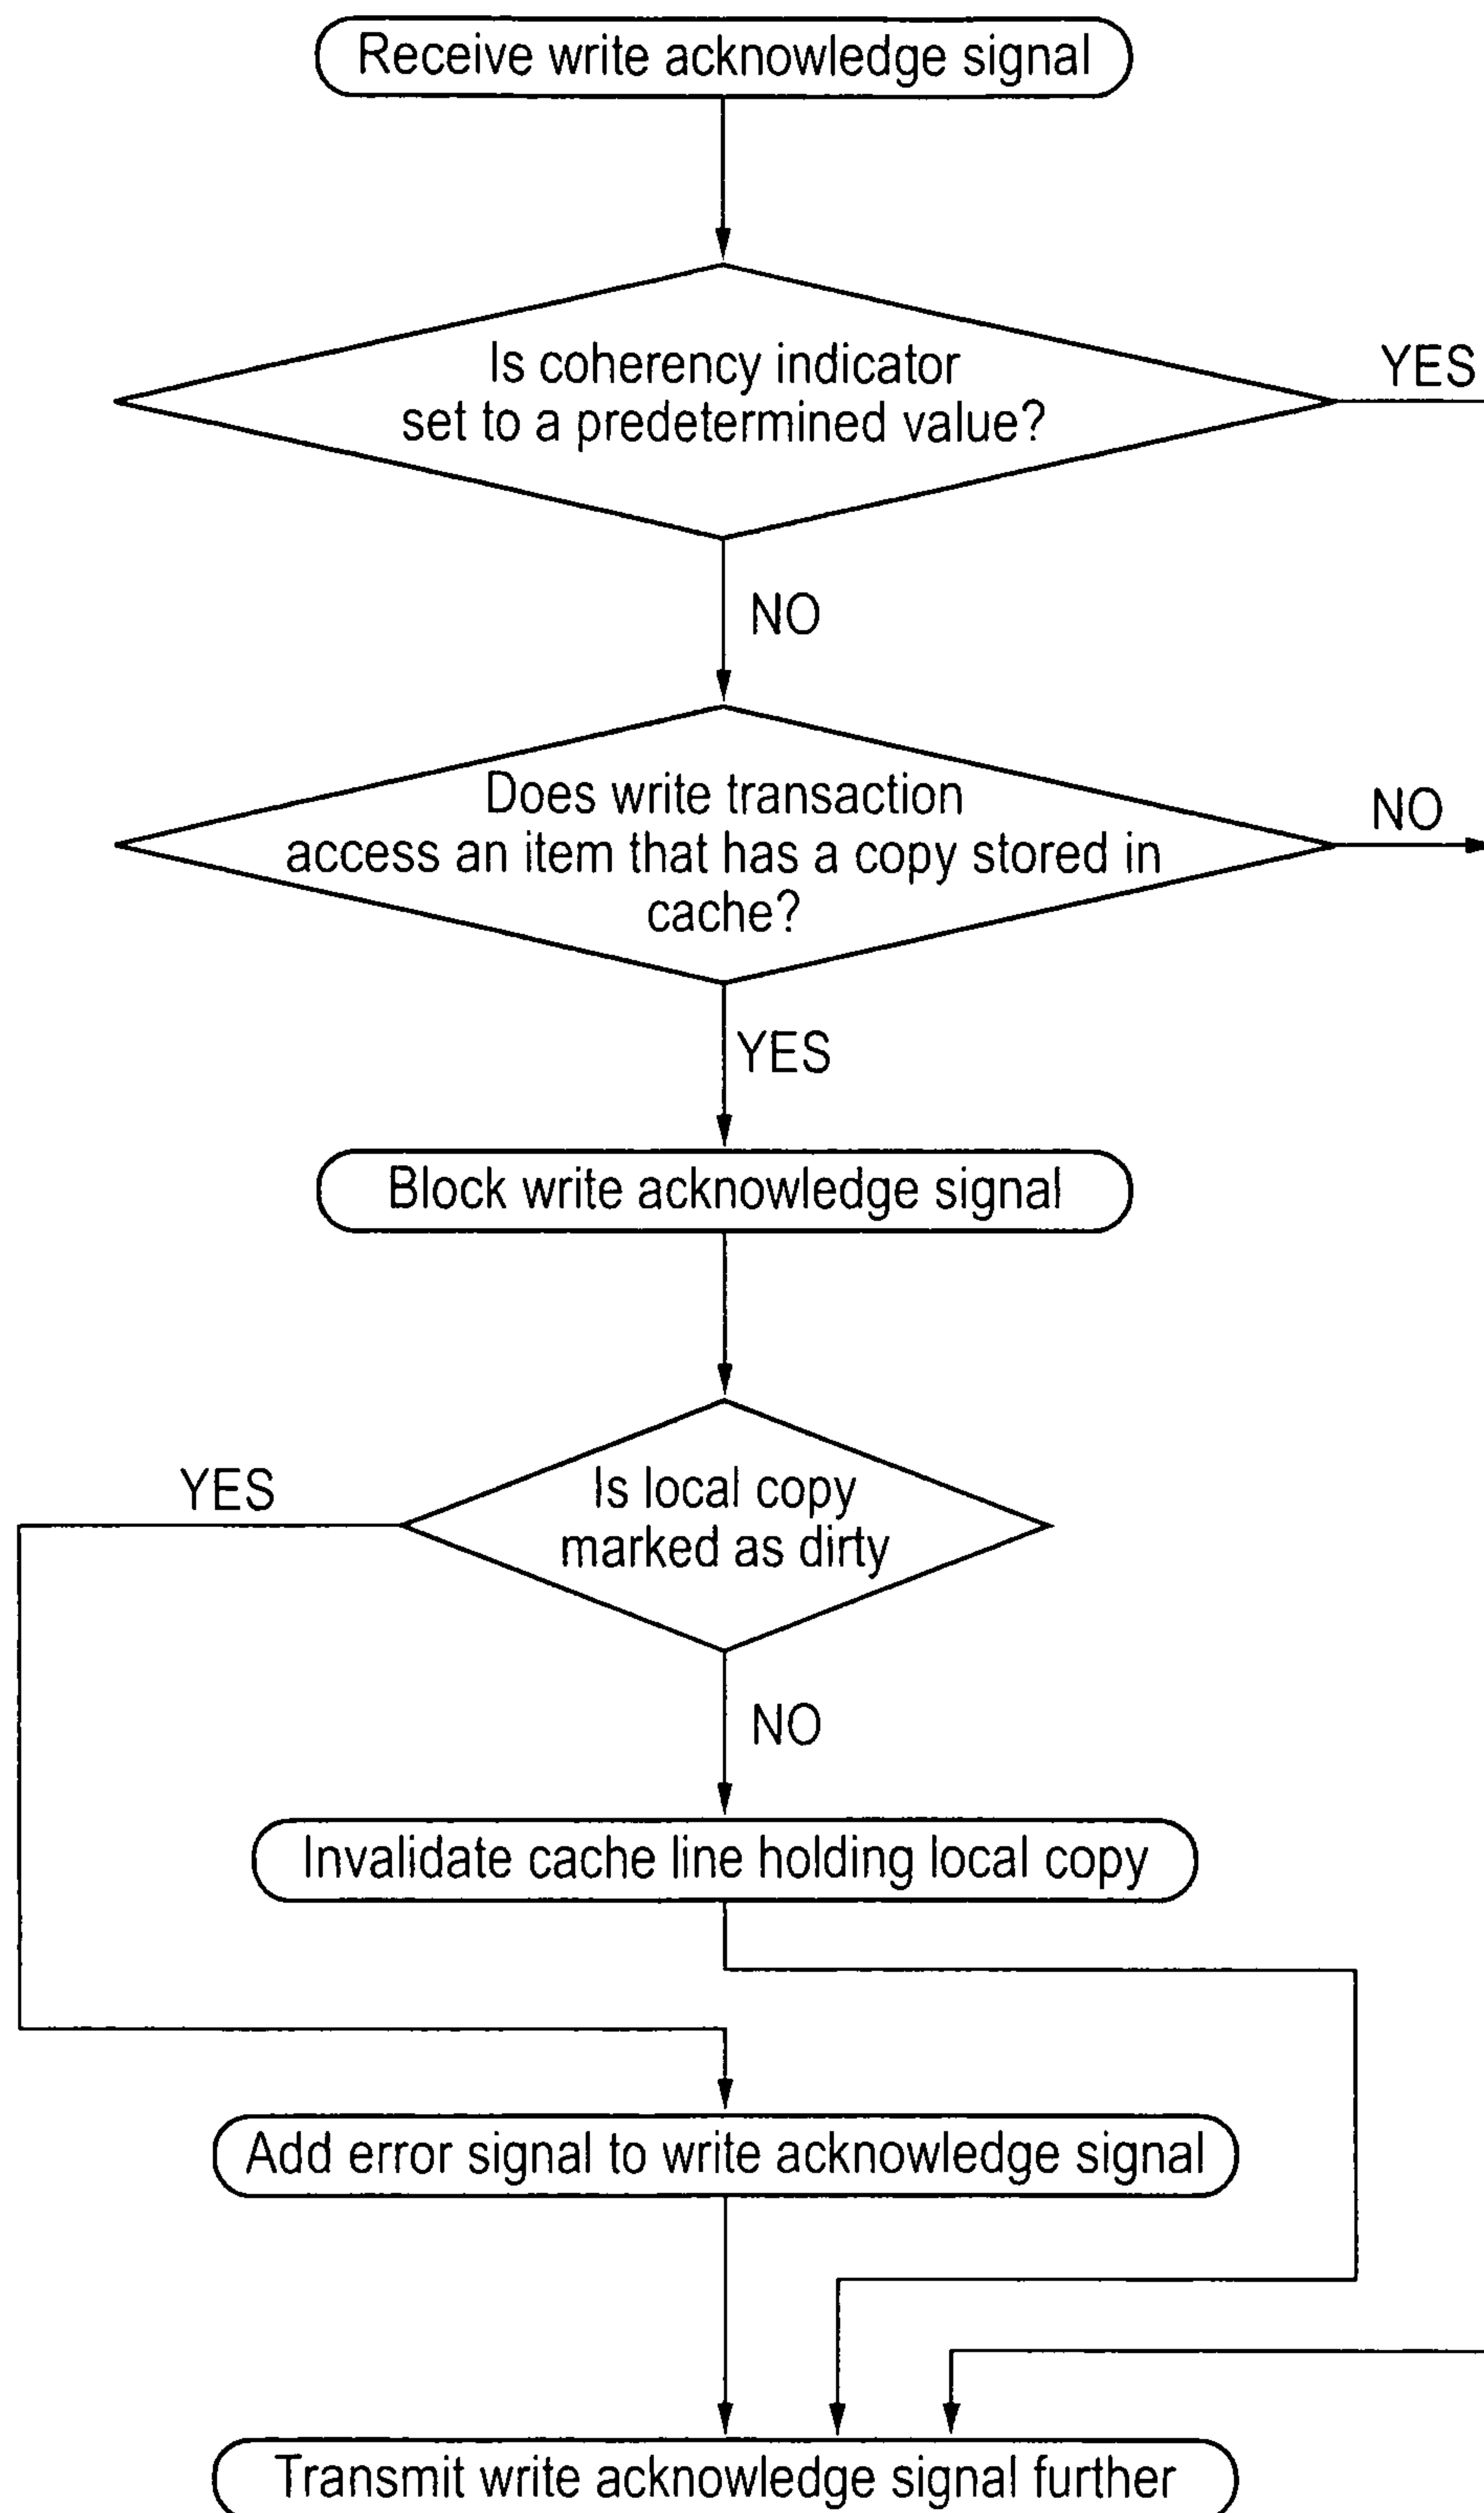 Receive write acknowledge signal
Is coherency indicator
set to a predetermined value?
YES
NO
Does write transaction
access an item that has a copy stored in
cache?
NO
YES
Block write acknowledge signal
Is local copy
marked as dirty
YES
NO
Invalidate cache line holding local copy
Add error signal to write acknowledge signal
Transmit write acknowledge signal further